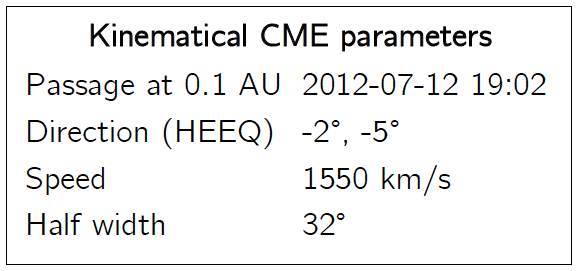 Kinematical CME parameters
Passage at 0.1 AU 2012-07-12 19:02
Direction (HEEQ) -2°, -5°
Speed 1550 km/s
Half width 32°